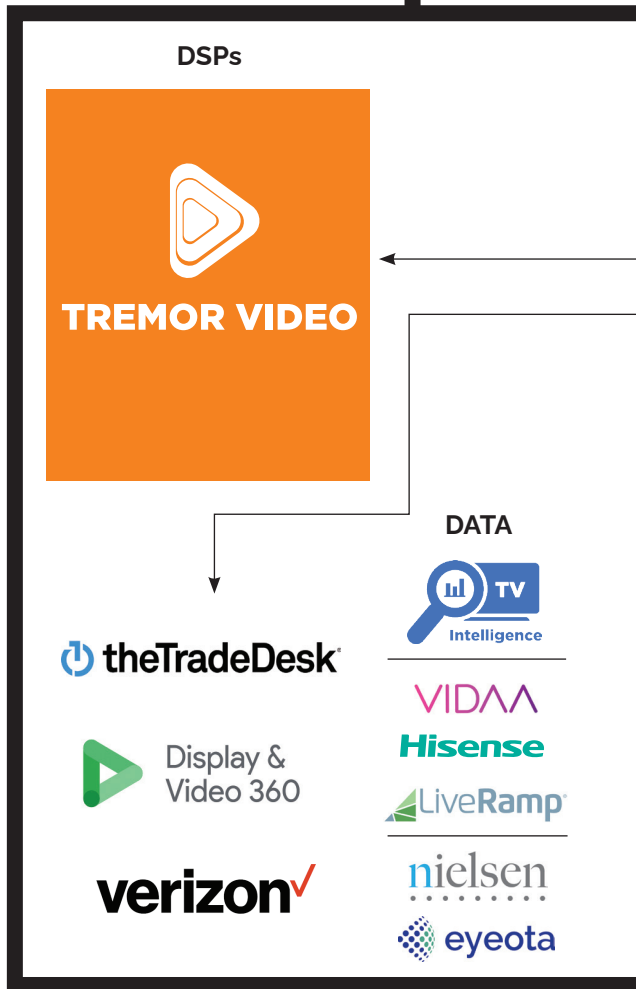 DSPs
TREMOR VIDEO
theTradeDesk®
Display &
Video 360
verizon✓
DATA
TV
Intelligence
VIDAA
Hisense
LiveRamp
nielsen
eyeota